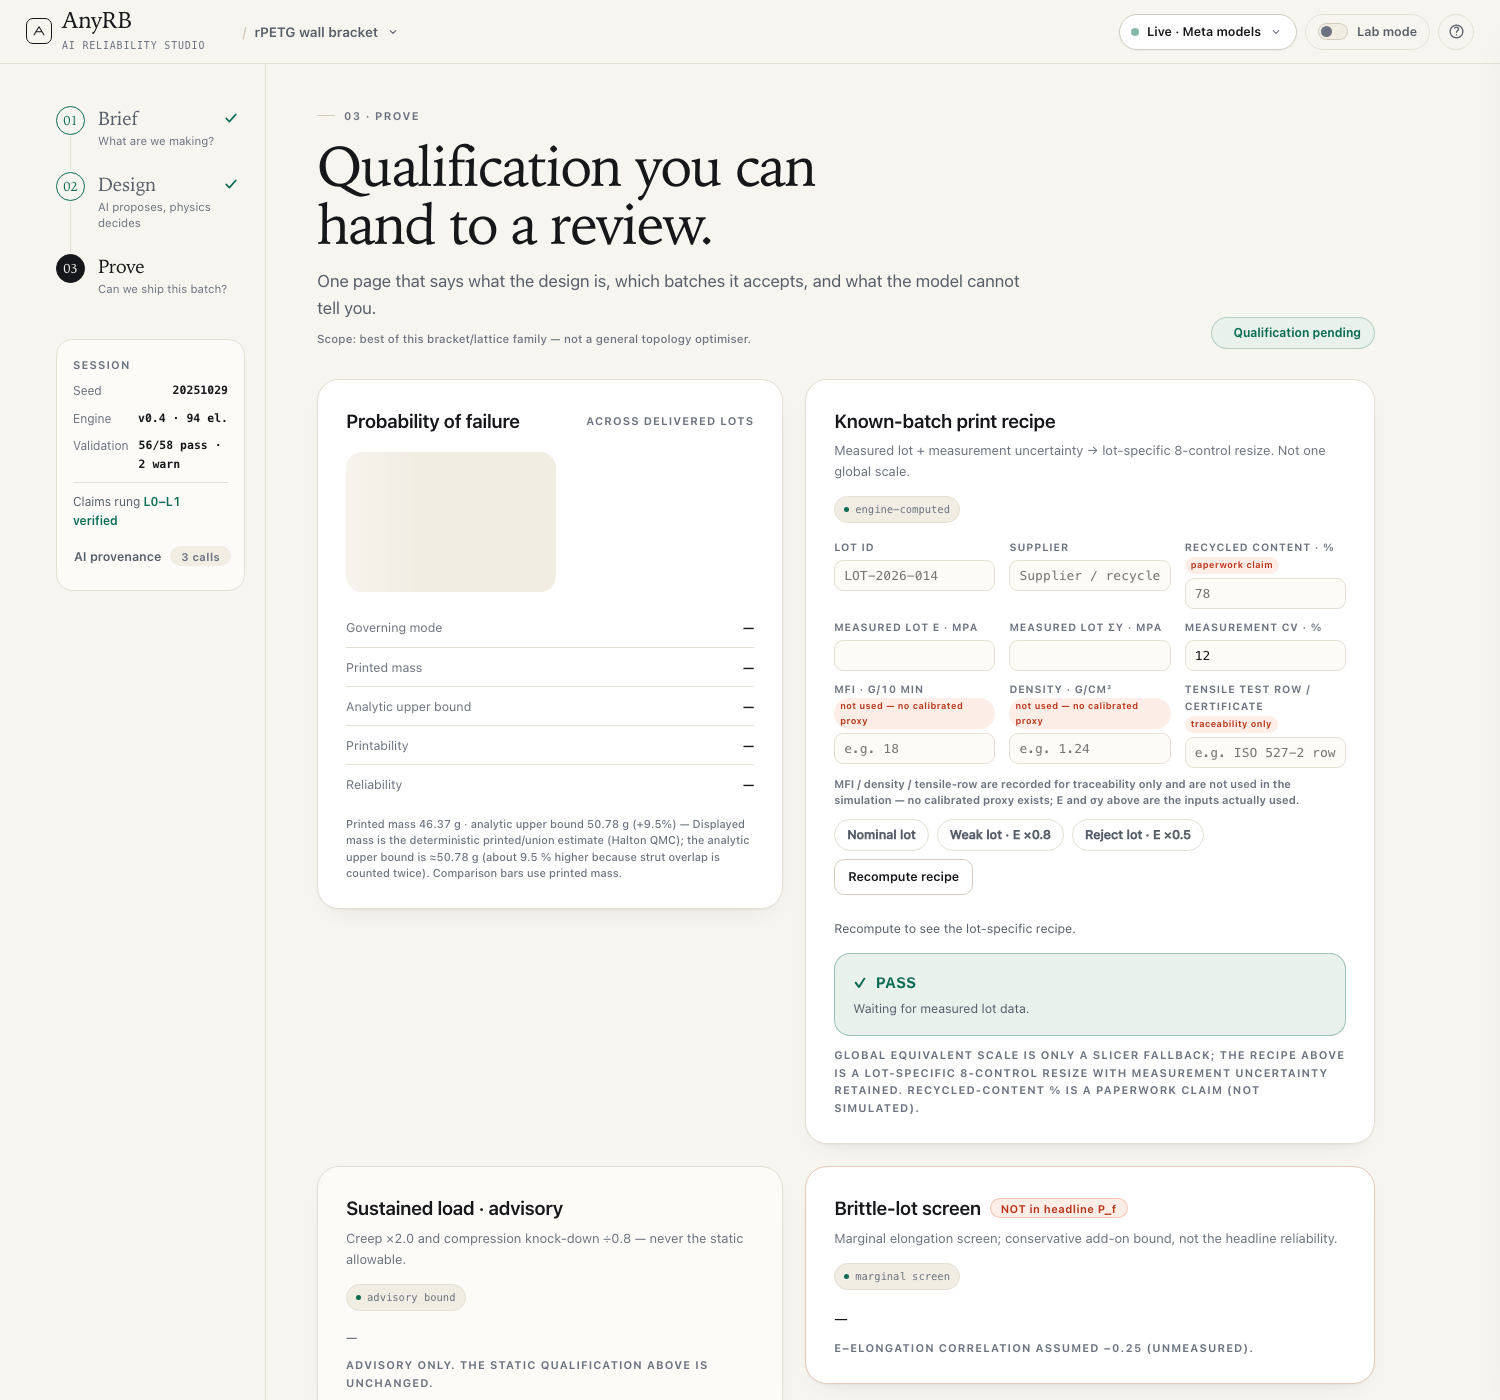 AnyRB
AI RELIABILITY STUDIO
/ rPETG wall bracket
Live · Meta models
Lab mode
01
Brief
What are we making?
02
Design
AI proposes, physics
decides
03
Prove
Can we ship this batch?
SESSION
Seed 20251029
Engine v0.4 · 94 el.
Validation 56/58 pass ·
2 warn
Claims rung L0–L1
verified
AI provenance 3 calls
03 · PROVE
Qualification you can
hand to a review.
One page that says what the design is, which batches it accepts, and what the model cannot
tell you.
Scope: best of this bracket/lattice family — not a general topology optimiser.
Qualification pending
Probability of failure
ACROSS DELIVERED LOTS
Governing mode —
Printed mass —
Analytic upper bound —
Printability —
Reliability —
Printed mass 46.37 g · analytic upper bound 50.78 g (+9.5%) — Displayed
mass is the deterministic printed/union estimate (Halton QMC); the analytic
upper bound is ≈50.78 g (about 9.5 % higher because strut overlap is
counted twice). Comparison bars use printed mass.
Known-batch print recipe
Measured lot + measurement uncertainty → lot-specific 8-control resize. Not one
global scale.
engine-computed
LOT ID
LOT-2026-014
SUPPLIER
Supplier / recycle
RECYCLED CONTENT · %
paperwork claim
78
MEASURED LOT E · MPA
MEASURED LOT ΣY · MPA
MEASUREMENT CV · %
12
MFI · G/10 MIN
not used — no calibrated
proxy
e.g. 18
DENSITY · G/CM³
not used — no calibrated
proxy
e.g. 1.24
TENSILE TEST ROW /
CERTIFICATE
traceability only
e.g. ISO 527-2 row
MFI / density / tensile-row are recorded for traceability only and are not used in the
simulation — no calibrated proxy exists; E and σy above are the inputs actually used.
Nominal lot
Weak lot · E ×0.8
Reject lot · E ×0.5
Recompute recipe
Recompute to see the lot-specific recipe.
PASS
Waiting for measured lot data.
GLOBAL EQUIVALENT SCALE IS ONLY A SLICER FALLBACK; THE RECIPE ABOVE
IS A LOT-SPECIFIC 8-CONTROL RESIZE WITH MEASUREMENT UNCERTAINTY
RETAINED. RECYCLED-CONTENT % IS A PAPERWORK CLAIM (NOT
SIMULATED).
Sustained load · advisory
Creep ×2.0 and compression knock-down ÷0.8 — never the static
allowable.
advisory bound
—
ADVISORY ONLY. THE STATIC QUALIFICATION ABOVE IS
UNCHANGED.
Brittle-lot screen
NOT in headline P_f
Marginal elongation screen; conservative add-on bound, not the headline reliability.
marginal screen
—
E–ELONGATION CORRELATION ASSUMED −0.25 (UNMEASURED).